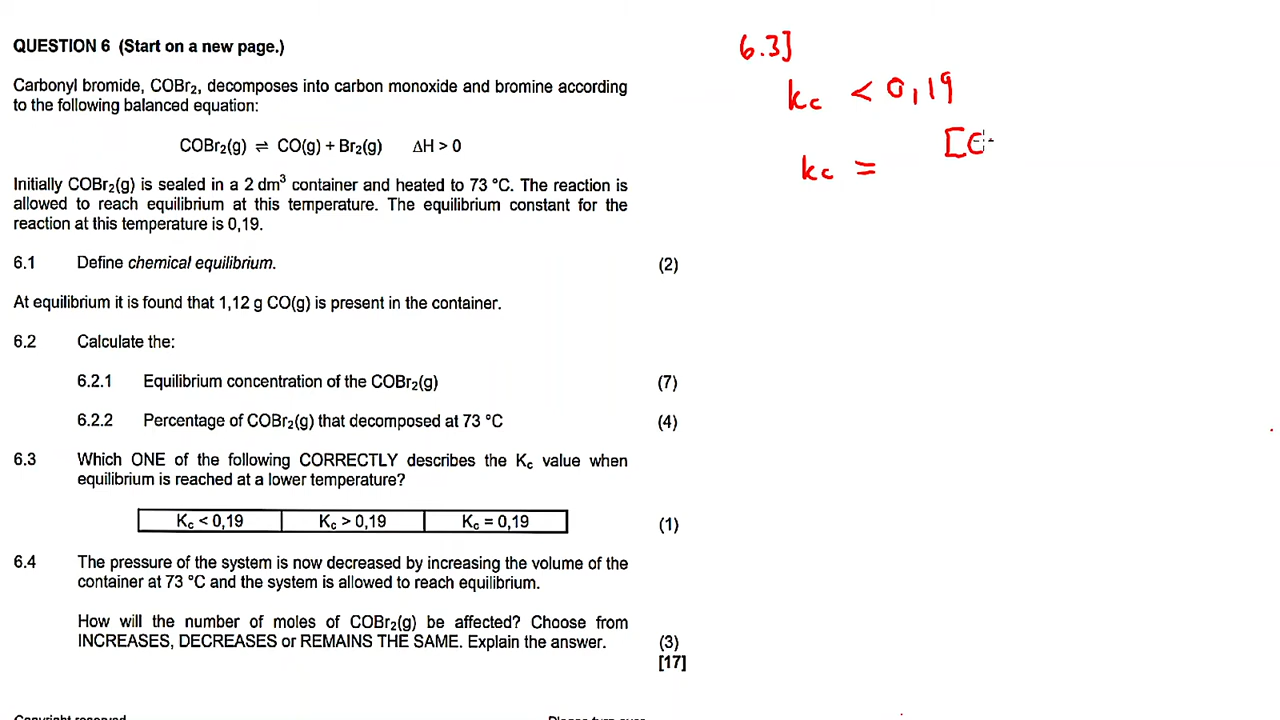 QUESTION 6 (Start on a new page.)
Carbonyl bromide, COBr₂, decomposes into carbon monoxide and bromine according
to the following balanced equation:
COBr₂(g) ⇌ CO(g) + Br₂(g) ΔH > 0
Initially COBr₂(g) is sealed in a 2 dm³ container and heated to 73 °C. The reaction is
allowed to reach equilibrium at this temperature. The equilibrium constant for the
reaction at this temperature is 0,19.
6.1 Define chemical equilibrium. (2)
At equilibrium it is found that 1,12 g CO(g) is present in the container.
6.2 Calculate the:
6.2.1 Equilibrium concentration of the COBr₂(g) (7)
6.2.2 Percentage of COBr₂(g) that decomposed at 73 °C (4)
6.3 Which ONE of the following CORRECTLY describes the Kc value when
equilibrium is reached at a lower temperature?
Kc < 0,19 Kc > 0,19 Kc = 0,19 (1)
6.4 The pressure of the system is now decreased by increasing the volume of the
container at 73 °C and the system is allowed to reach equilibrium.
How will the number of moles of COBr₂(g) be affected? Choose from
INCREASES, DECREASES or REMAINS THE SAME. Explain the answer. (3)
[17]
6.3]
kc < 0,19
kc = [C